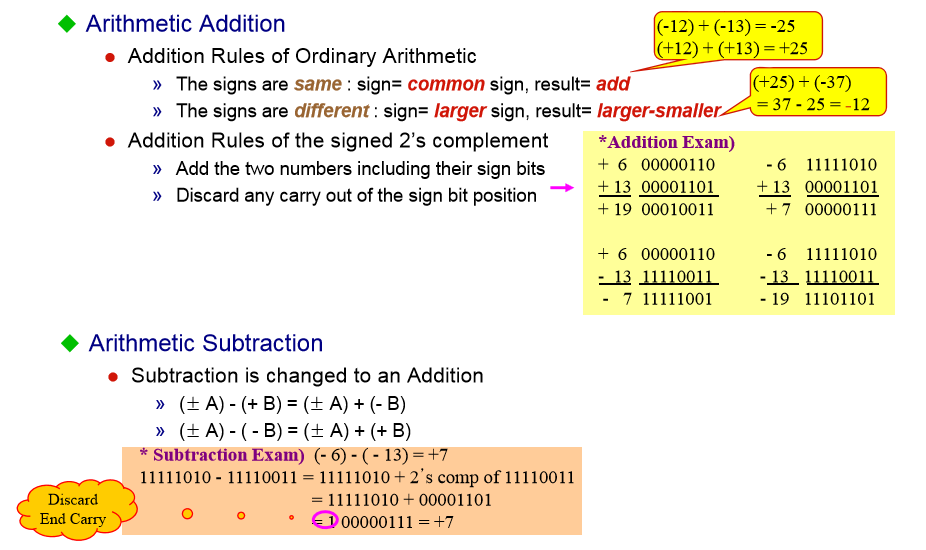 Arithmetic Addition
(-12) + (-13) = -25
(+12) + (+13) = +25
Addition Rules of Ordinary Arithmetic
» The signs are same : sign= common sign, result= add
» The signs are different : sign= larger sign, result= larger-smaller
(+25) + (-37)
= 37 - 25 = -12
Addition Rules of the signed 2's complement
» Add the two numbers including their sign bits
» Discard any carry out of the sign bit position
*Addition Exam)
+ 6 00000110
+ 13 00001101
+ 19 00010011
- 6 11111010
+ 13 00001101
+ 7 00000111
+ 6 00000110
- 13 11110011
- 7 11111001
- 6 11111010
- 13 11110011
- 19 11101101
Arithmetic Subtraction
Subtraction is changed to an Addition
» (± A) - (+ B) = (± A) + (- B)
» (± A) - ( - B) = (± A) + (+ B)
* Subtraction Exam) (- 6) - ( - 13) = +7
11111010 - 11110011 = 11111010 + 2's comp of 11110011
= 11111010 + 00001101
= 1 00000111 = +7
Discard
End Carry